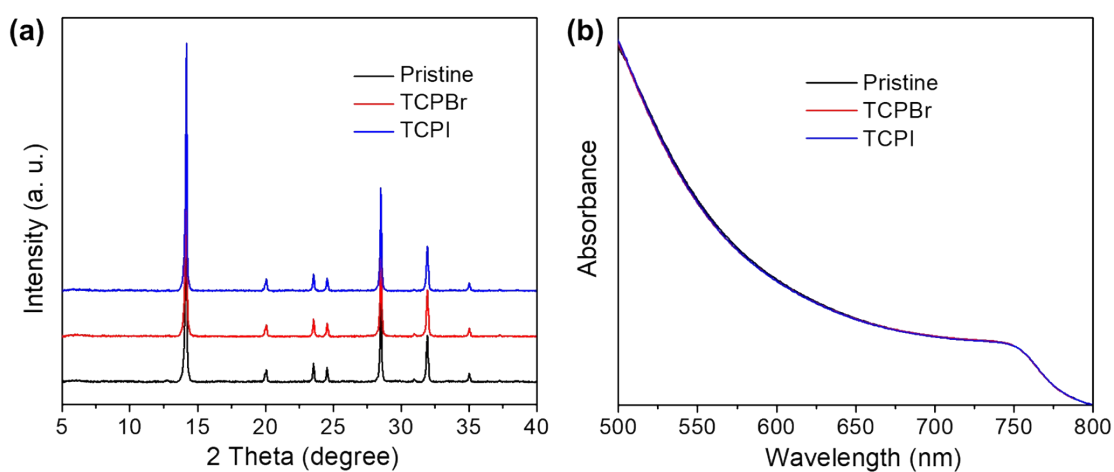 (a)
Pristine
TCPBr
TCPI
Intensity (a. u.)
5 10 15 20 25 30 35 40
2 Theta (degree)
(b)
Pristine
TCPBr
TCPI
Absorbance
500 550 600 650 700 750 800
Wavelength (nm)